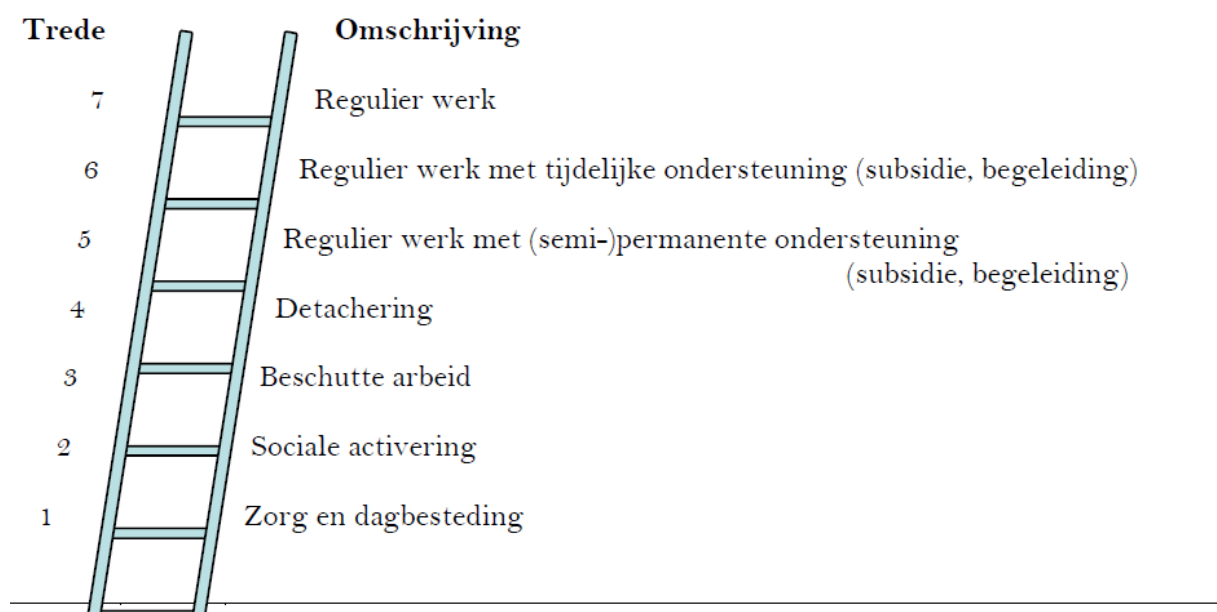 Trede Omschrijving
7 Regulier werk
6 Regulier werk met tijdelijke ondersteuning (subsidie, begeleiding)
5 Regulier werk met (semi-)permanente ondersteuning
(subsidie, begeleiding)
4 Detachering
3 Beschutte arbeid
2 Sociale activering
1 Zorg en dagbesteding